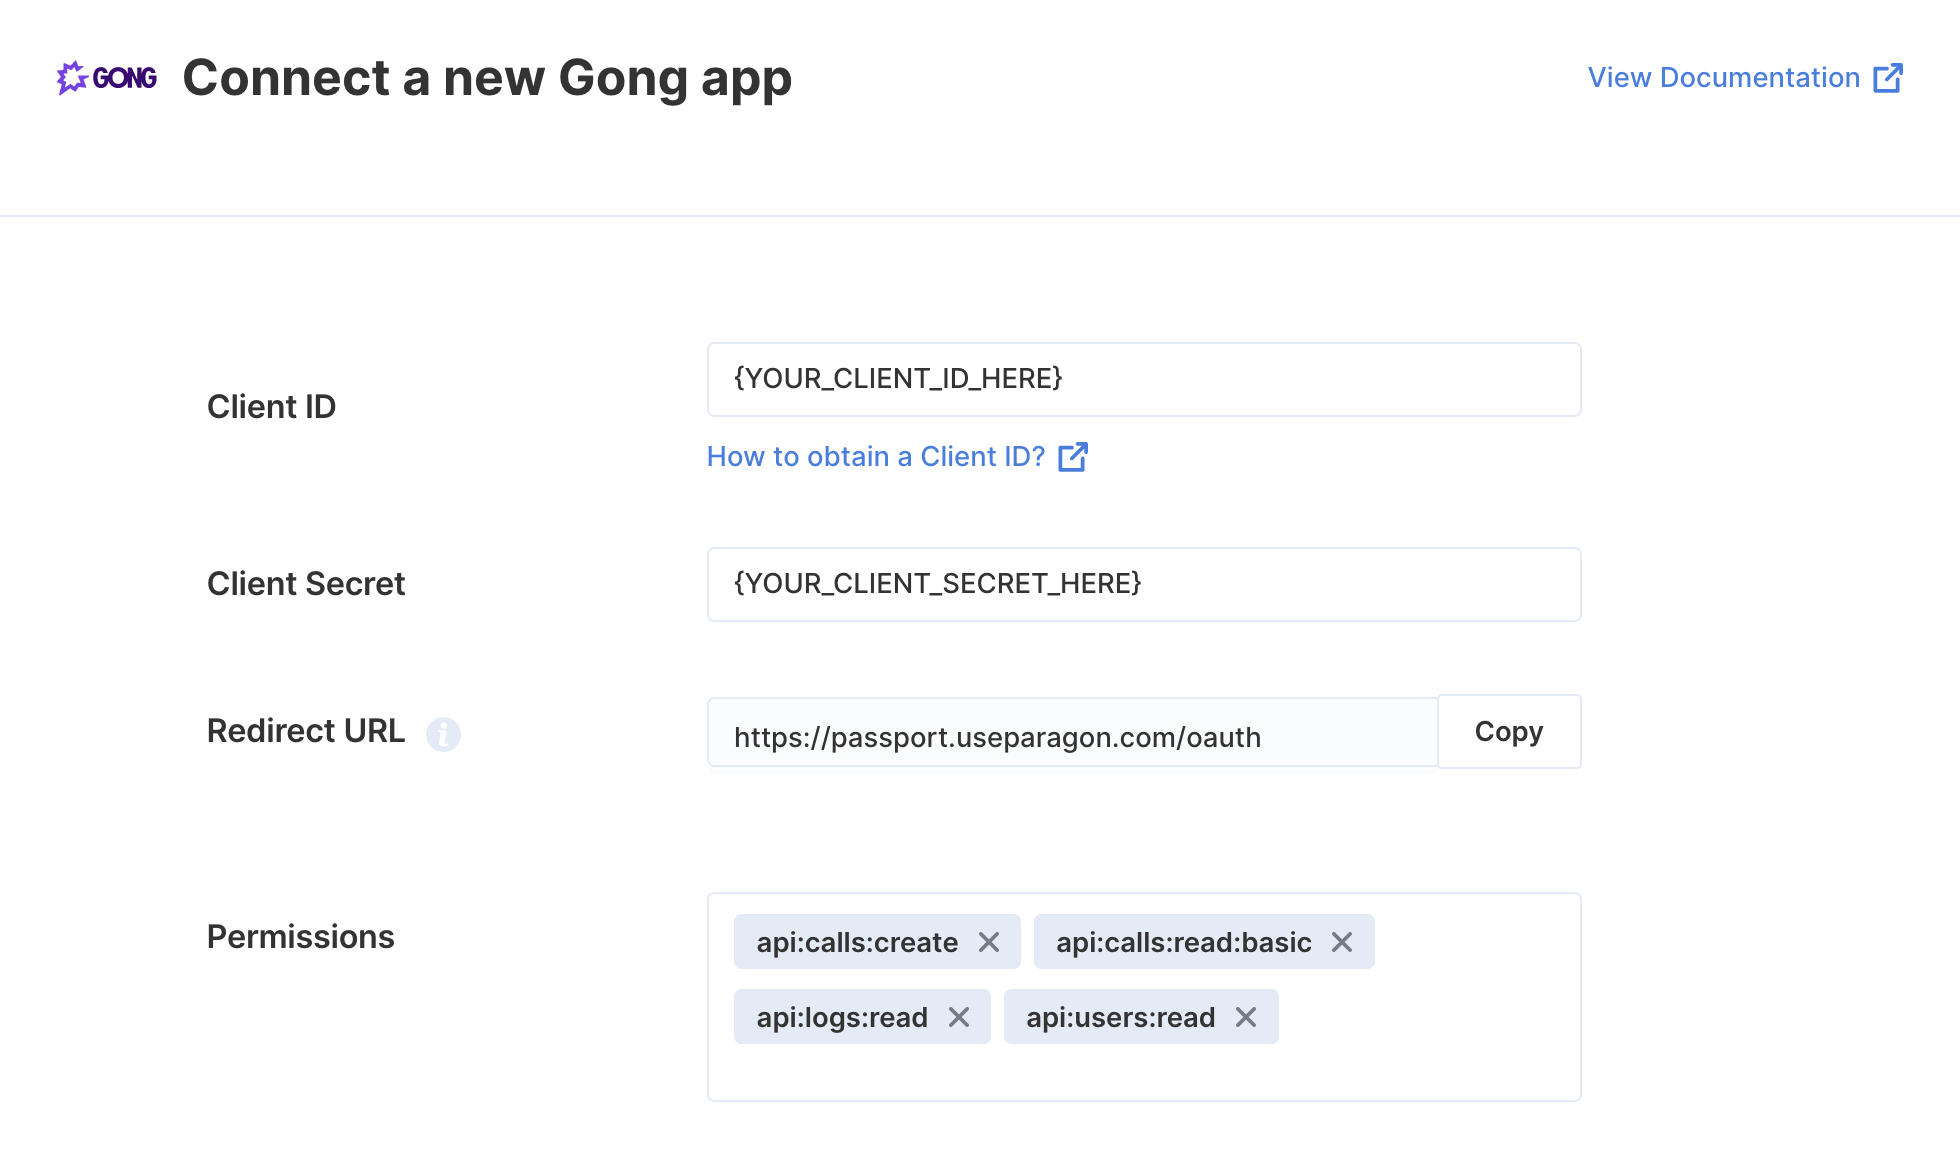 GONG Connect a new Gong app
View Documentation
Client ID
{YOUR_CLIENT_ID_HERE}
How to obtain a Client ID?
Client Secret
{YOUR_CLIENT_SECRET_HERE}
Redirect URL i
https://passport.useparagon.com/oauth
Copy
Permissions
api:calls:create
api:calls:read:basic
api:logs:read
api:users:read